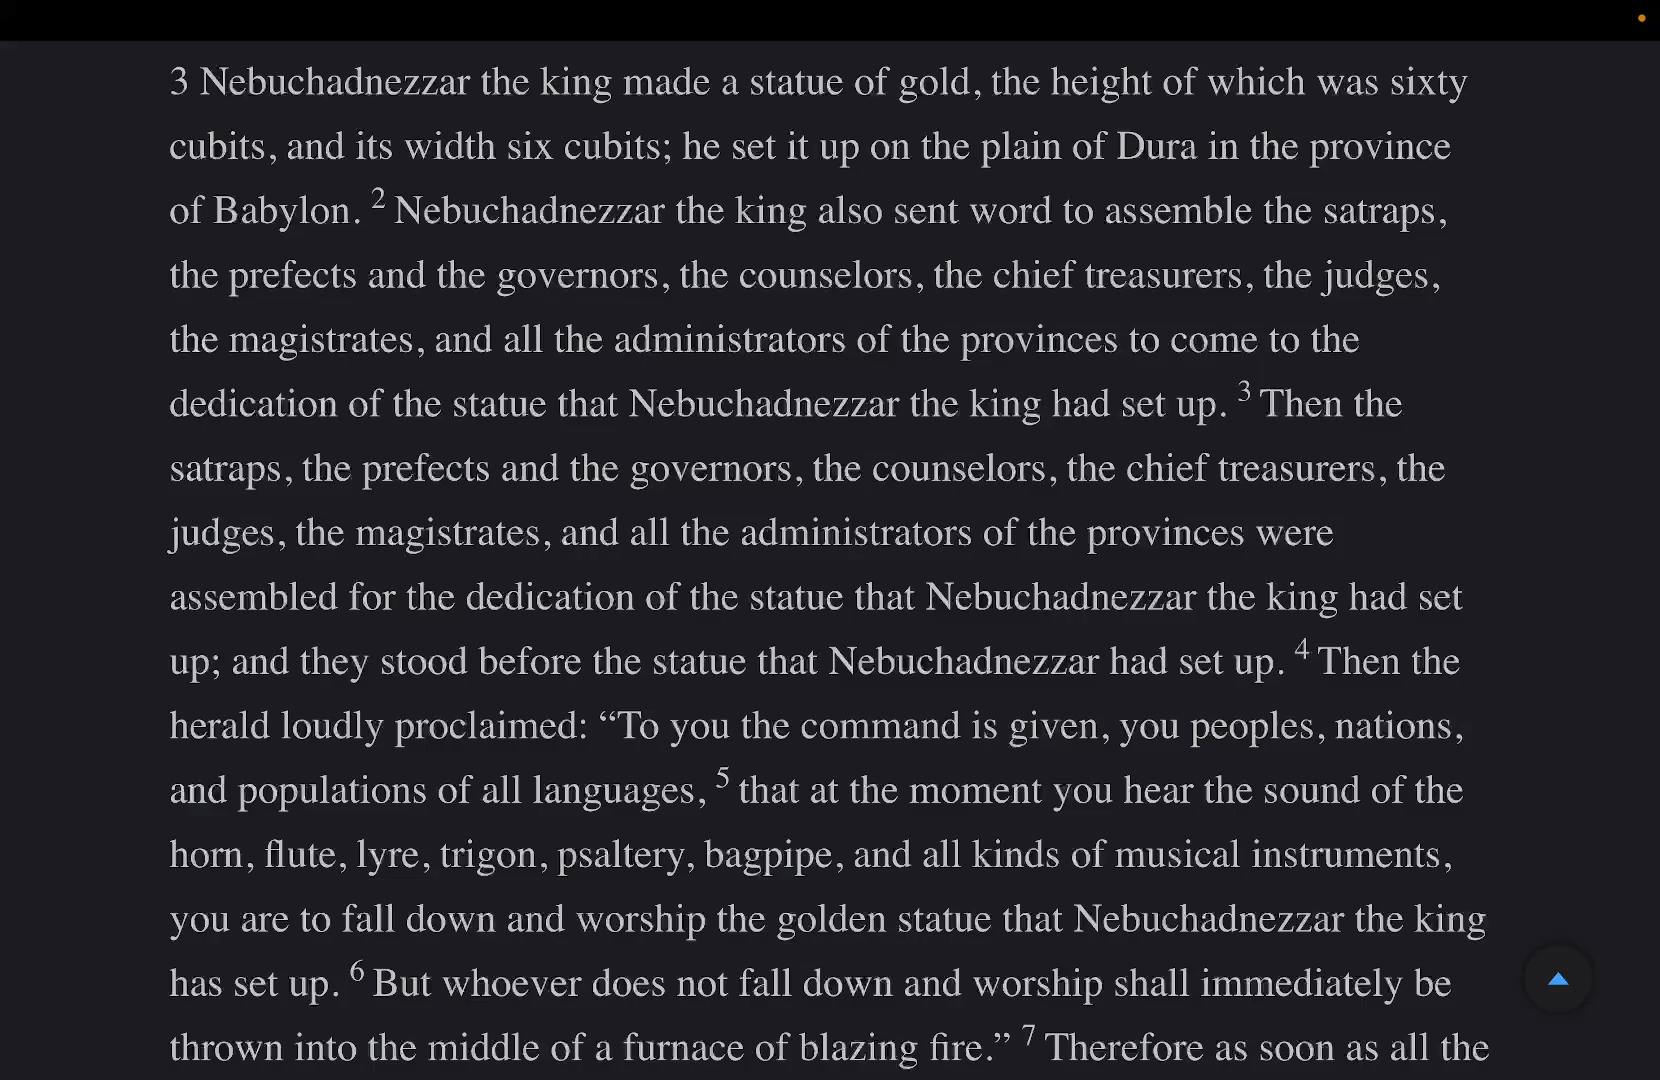 3 Nebuchadnezzar the king made a statue of gold, the height of which was sixty
cubits, and its width six cubits; he set it up on the plain of Dura in the province
of Babylon. 2 Nebuchadnezzar the king also sent word to assemble the satraps,
the prefects and the governors, the counselors, the chief treasurers, the judges,
the magistrates, and all the administrators of the provinces to come to the
dedication of the statue that Nebuchadnezzar the king had set up. 3 Then the
satraps, the prefects and the governors, the counselors, the chief treasurers, the
judges, the magistrates, and all the administrators of the provinces were
assembled for the dedication of the statue that Nebuchadnezzar the king had set
up; and they stood before the statue that Nebuchadnezzar had set up. 4 Then the
herald loudly proclaimed: “To you the command is given, you peoples, nations,
and populations of all languages, 5 that at the moment you hear the sound of the
horn, flute, lyre, trigon, psaltery, bagpipe, and all kinds of musical instruments,
you are to fall down and worship the golden statue that Nebuchadnezzar the king
has set up. 6 But whoever does not fall down and worship shall immediately be
thrown into the middle of a furnace of blazing fire.” 7 Therefore as soon as all the